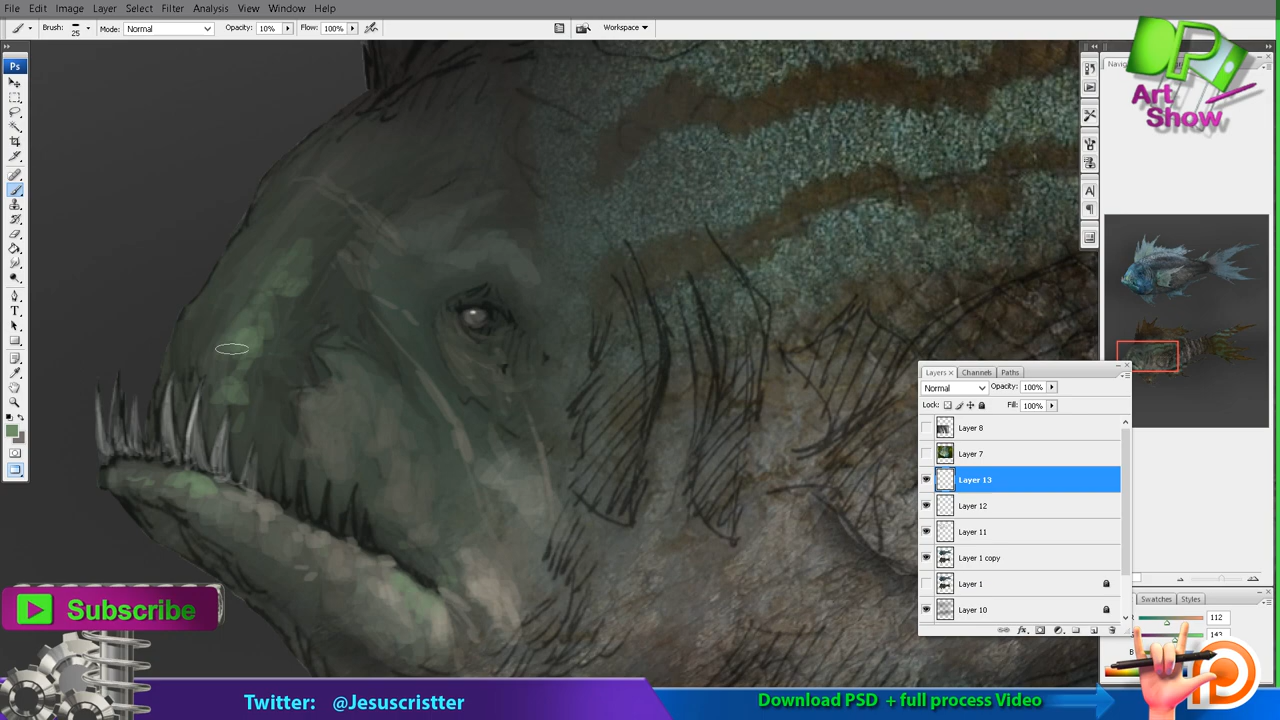 File Edit Image Layer Select Filter Analysis View Window Help
Brush: 25 Mode: Normal Opacity: 10% Flow: 100% Workspace
Ps
DP
Art
Show
Layers × Channels Paths
Normal Opacity: 100%
Lock: Fill: 100%
Layer 8
Layer 7
Layer 13
Layer 12
Layer 11
Layer 1 copy
Layer 1
Layer 10
Swatches Styles
112
143
B
Subscribe
Twitter: @Jesuscristter
Download PSD + full process Video